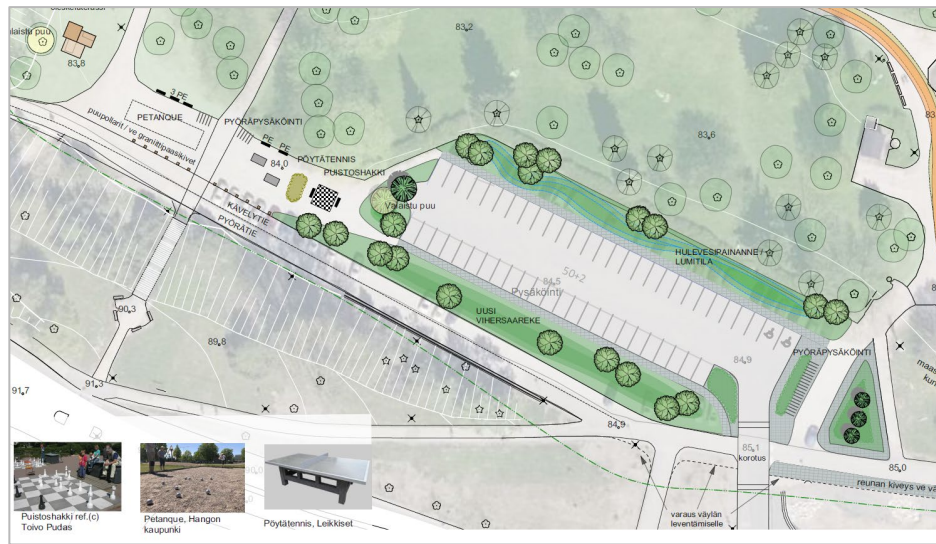 valaistu puu
83.8
83.2
3 PE
PETANQUE
puupollarit / ve graniittipaasikivet
PYÖRÄPYSÄKÖINTI
PE
PE
84.0
PÖYTÄTENNIS
PUISTOSHAKKI
83.6
Valaistu puu
KÄVELYTIE
PYÖRÄTIE
HULEVESIPAINANNE /
LUMITILA
50+2
84.5
Pysäköinti
UUSI
VIHERSAAREKE
90.3
89.8
84.9
PYÖRÄPYSÄKÖINTI
91.7
91.3
84.9
85.1
korotus
85.0
reunan kiveys ve vä
varaus väylän
leventämiselle
Puistoshakki ref.(c)
Toivo Pudas
Petanque, Hangon
kaupunki
Pöytätennis, Leikkiset